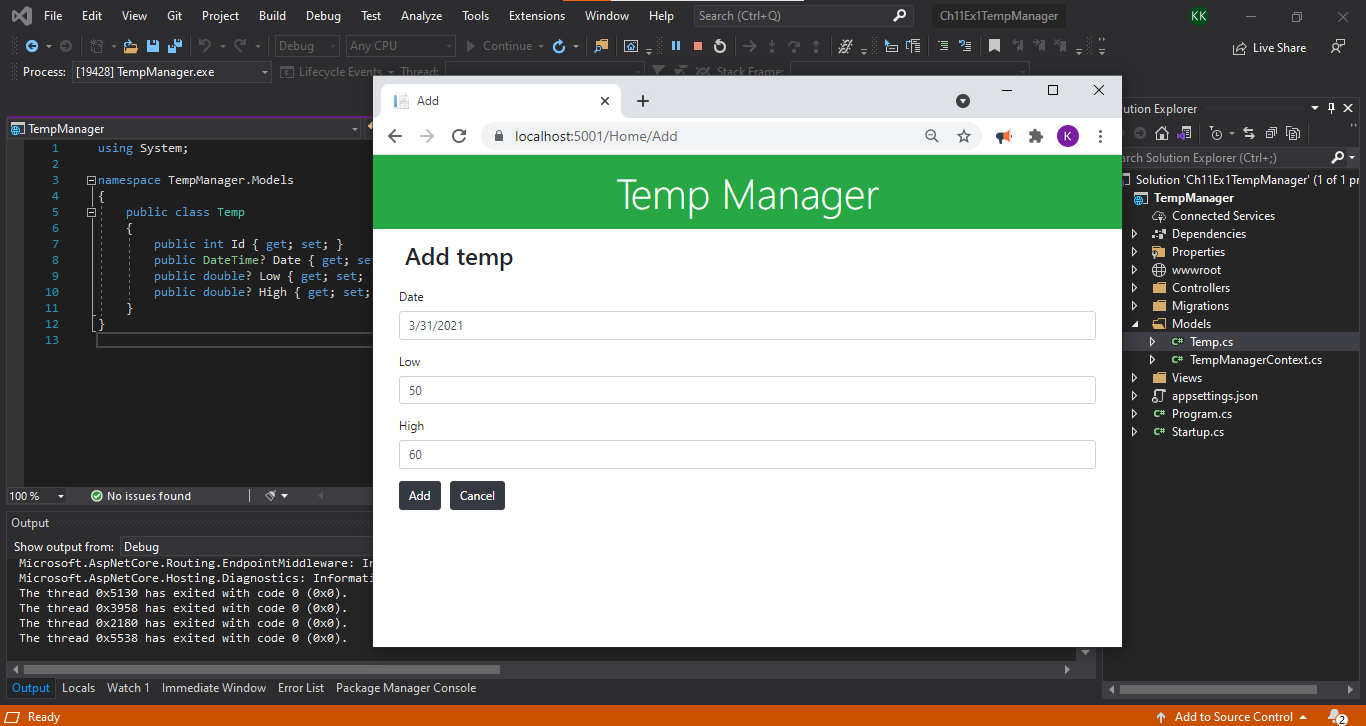 File Edit View Git Project Build Debug Test Analyze Tools Extensions Window Help Search (Ctrl+Q) Ch11Ex1TempManager KK
Debug Any CPU Continue Live Share
Process: [19428] TempManager.exe Lifecycle Events Thread: Stack Frame:
TempManager
1 using System;
2
3 namespace TempManager.Models
4 {
5 public class Temp
6 {
7 public int Id { get; set; }
8 public DateTime? Date { get; se
9 public double? Low { get; set;
10 public double? High { get; set;
11 }
12 }
13
100 % No issues found
Output
Show output from: Debug
Microsoft.AspNetCore.Routing.EndpointMiddleware: I
Microsoft.AspNetCore.Hosting.Diagnostics: Informati
The thread 0x5130 has exited with code 0 (0x0).
The thread 0x3958 has exited with code 0 (0x0).
The thread 0x2180 has exited with code 0 (0x0).
The thread 0x5538 has exited with code 0 (0x0).
Output Locals Watch 1 Immediate Window Error List Package Manager Console
Ready Add to Source Control 2
Add
localhost:5001/Home/Add K
Temp Manager
Add temp
Date
3/31/2021
Low
50
High
60
Add Cancel
ution Explorer
arch Solution Explorer (Ctrl+;)
Solution 'Ch11Ex1TempManager' (1 of 1 pr
TempManager
Connected Services
Dependencies
Properties
wwwroot
Controllers
Migrations
Models
C# Temp.cs
C# TempManagerContext.cs
Views
appsettings.json
C# Program.cs
C# Startup.cs